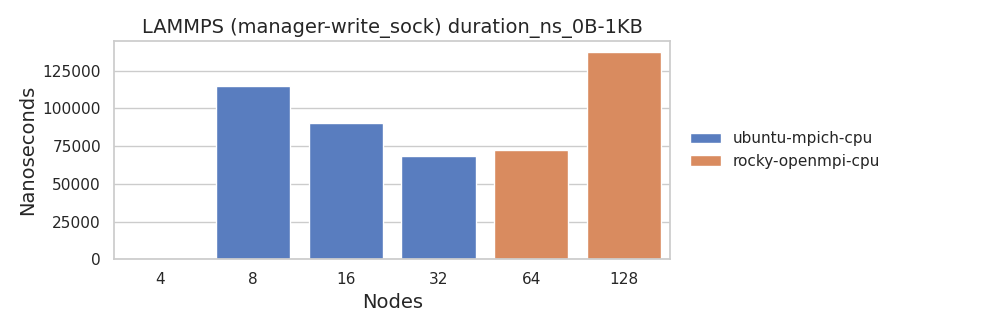 LAMMPS (manager-write_sock) duration_ns_0B-1KB
Nanoseconds
125000
100000
75000
50000
25000
0
4 8 16 32 64 128
Nodes
ubuntu-mpich-cpu
rocky-openmpi-cpu